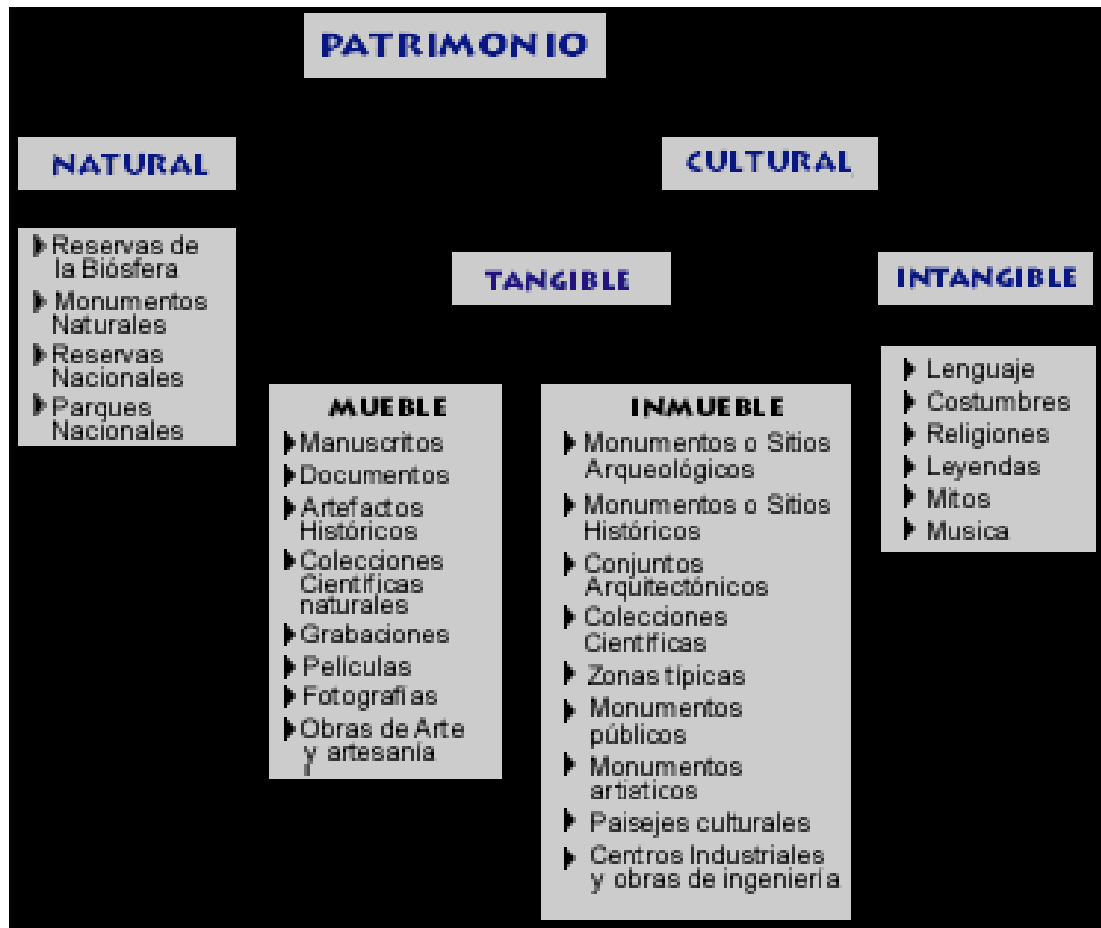 PATRIMONIO
NATURAL
CULTURAL
Reservas de
la Biósfera
Monumentos
Naturales
Reservas
Nacionales
Parques
Nacionales
TANGIBLE
INTANGIBLE
MUEBLE
Manuscritos
Documentos
Artefactos
Históricos
Colecciones
Científicas
naturales
Grabaciones
Películas
Fotografías
Obras de Arte
y artesanía
INMUEBLE
Monumentos o Sitios
Arqueológicos
Monumentos o Sitios
Históricos
Conjuntos
Arquitectónicos
Colecciones
Científicas
Zonas típicas
Monumentos
públicos
Monumentos
artisticos
Paisejes culturales
Centros Industriales
y obras de ingeniería
Lenguaje
Costumbres
Religiones
Leyendas
Mitos
Musica